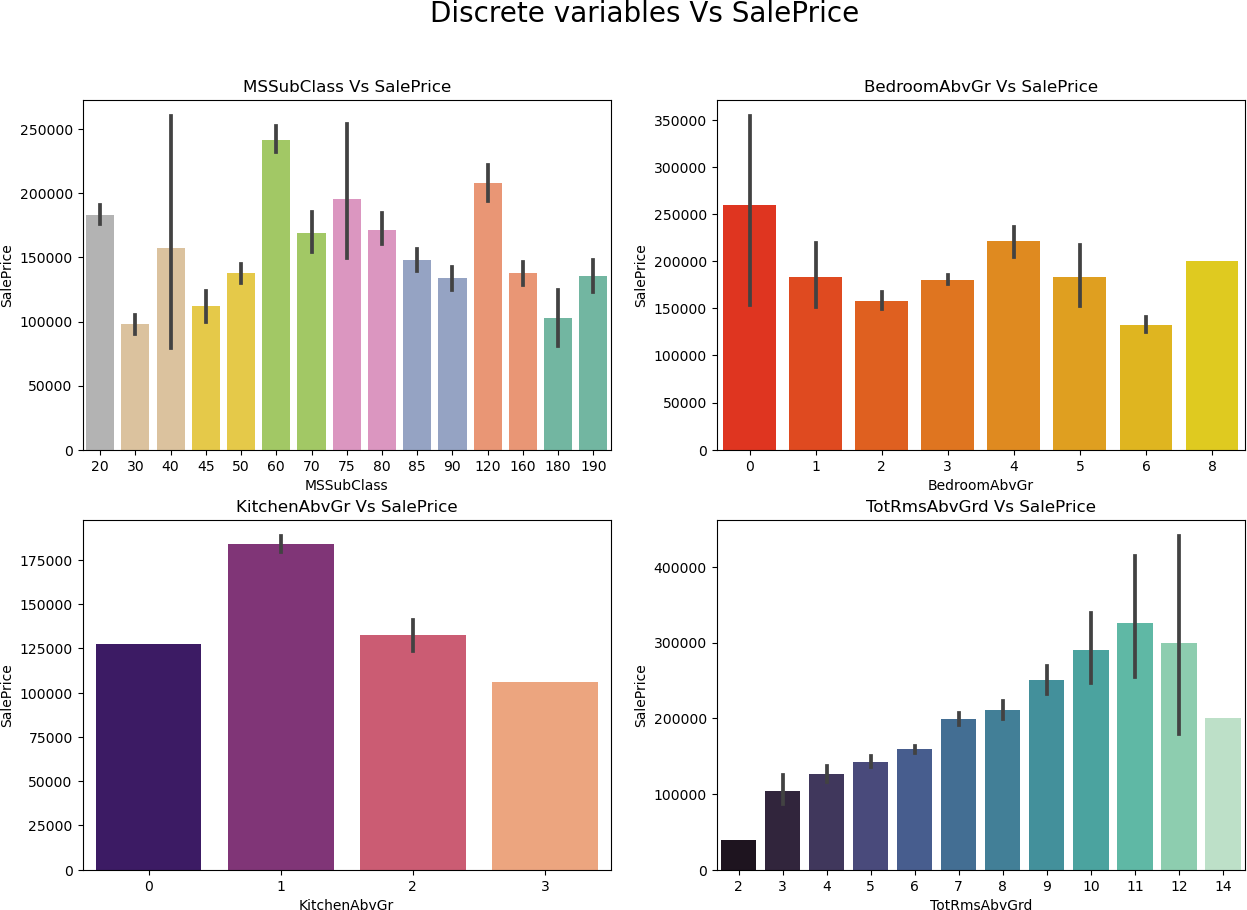 Discrete variables Vs SalePrice
MSSubClass Vs SalePrice
SalePrice
250000
200000
150000
100000
50000
0
20 30 40 45 50 60 70 75 80 85 90 120 160 180 190
MSSubClass
BedroomAbvGr Vs SalePrice
SalePrice
350000
300000
250000
200000
150000
100000
50000
0
0 1 2 3 4 5 6 8
BedroomAbvGr
KitchenAbvGr Vs SalePrice
SalePrice
175000
150000
125000
100000
75000
50000
25000
0
0 1 2 3
KitchenAbvGr
TotRmsAbvGrd Vs SalePrice
SalePrice
400000
300000
200000
100000
0
2 3 4 5 6 7 8 9 10 11 12 14
TotRmsAbvGrd